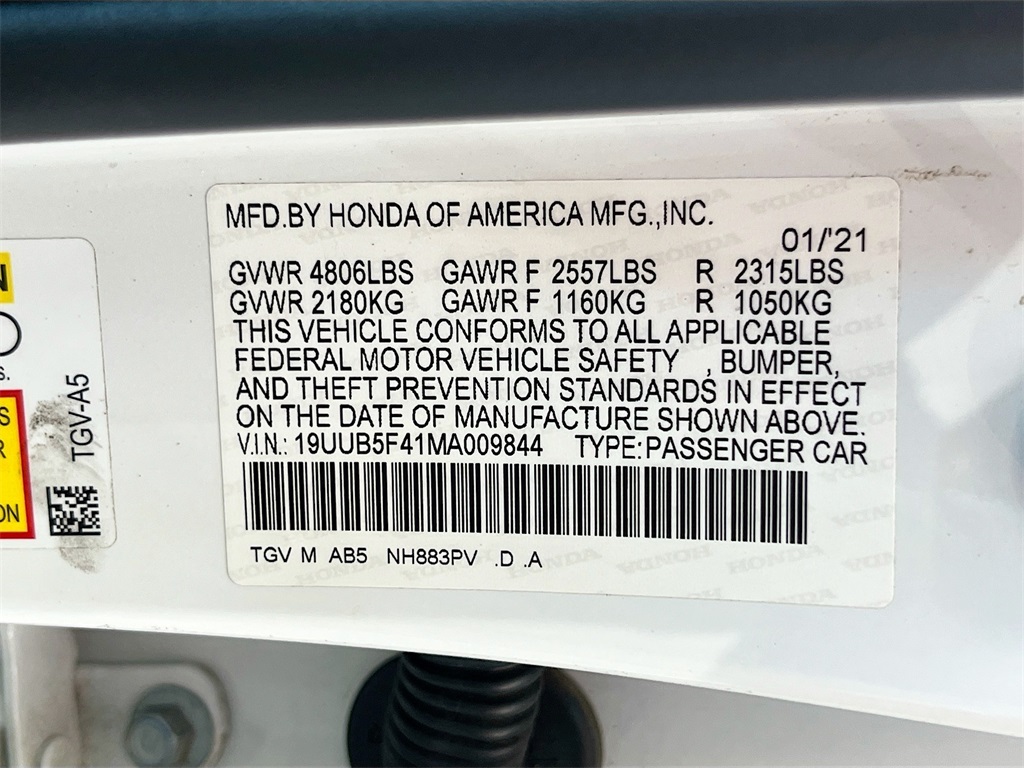 MFD.BY HONDA OF AMERICA MFG.,INC.
01/'21
GVWR 4806LBS GAWR F 2557LBS R 2315LBS
GVWR 2180KG GAWR F 1160KG R 1050KG
THIS VEHICLE CONFORMS TO ALL APPLICABLE
FEDERAL MOTOR VEHICLE SAFETY , BUMPER,
AND THEFT PREVENTION STANDARDS IN EFFECT
ON THE DATE OF MANUFACTURE SHOWN ABOVE.
V.I.N.: 19UUB5F41MA009844 TYPE:PASSENGER CAR
TGV M AB5 NH883PV .D .A
TGV-A5